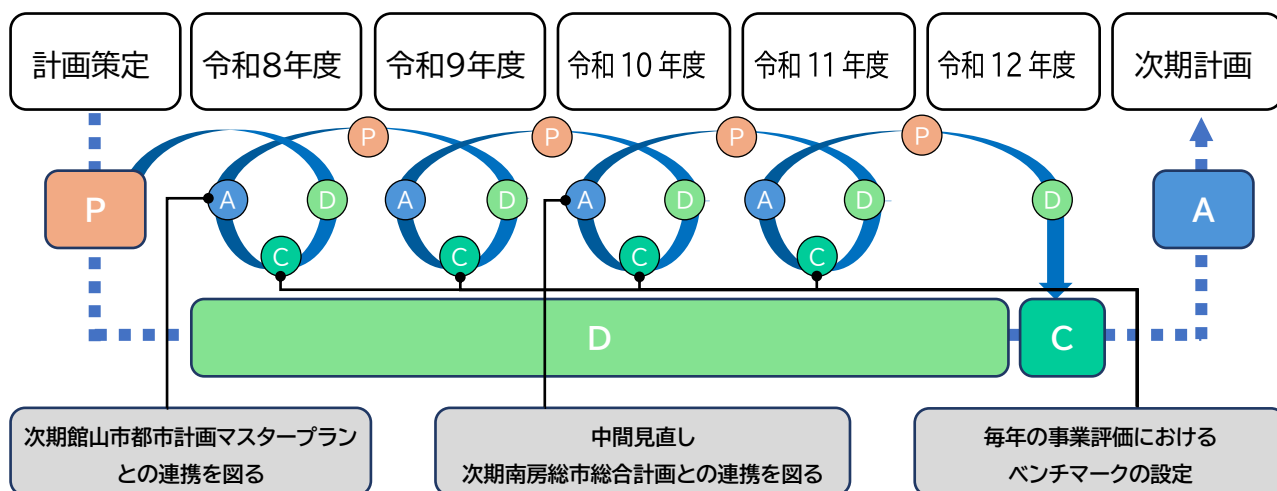 計画策定
令和8年度
令和9年度
令和10年度
令和11年度
令和12年度
次期計画
P
P
P
P
P
A
D
A
D
A
D
A
D
D
A
C
C
C
C
D
C
次期館山市都市計画マスタープラン
との連携を図る
中間見直し
次期南房総市総合計画との連携を図る
毎年の事業評価における
ベンチマークの設定